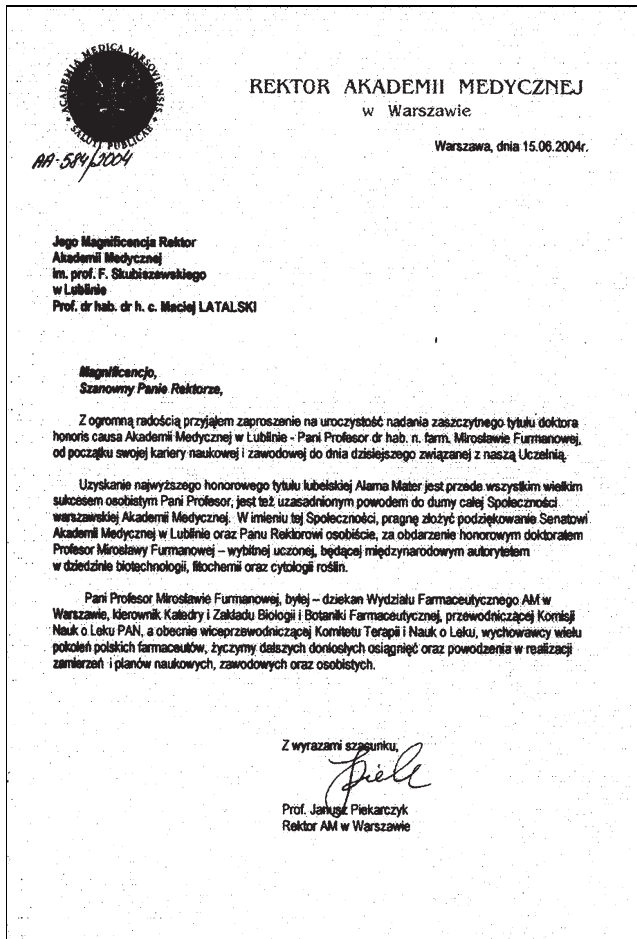 ACADEMIA MEDICA VARSOVIENSIS
SALUTI PUBLICAE
AA-584/2004
REKTOR AKADEMII MEDYCZNEJ
w Warszawie
Warszawa, dnia 15.06.2004r.
Jego Magnificencja Rektor
Akademii Medycznej
im. prof. F. Skubiszewskiego
w Lublinie
Prof. dr hab. dr h. c. Maciej LATALSKI
Magnificencjo,
Szanowny Panie Rektorze,
Z ogromną radością przyjąłem zaproszenie na uroczystość nadania zaszczytnego tytułu doktora
honoris causa Akademii Medycznej w Lublinie - Pani Profesor dr hab. n. farm. Mirosławie Furmanowej,
od początku swojej kariery naukowej i zawodowej do dnia dzisiejszego związanej z naszą Uczelnią.
Uzyskanie najwyższego honorowego tytułu lubelskiej Alama Mater jest przede wszystkim wielkim
sukcesem osobistym Pani Profesor, jest też uzasadnionym powodem do dumy całej Społeczności
warszawskiej Akademii Medycznej. W imieniu tej Społeczności, pragnę złożyć podziękowanie Senatowi
Akademii Medycznej w Lublinie oraz Panu Rektorowi osobiście, za obdarzenie honorowym doktoratem
Profesor Mirosławy Furmanowej – wybitnej uczonej, będącej międzynarodowym autorytetem
w dziedzinie biotechnologii, fitochemii oraz cytologii roślin.
Pani Profesor Mirosławie Furmanowej, byłej – dziekan Wydziału Farmaceutycznego AM w
Warszawie, kierownik Katedry i Zakładu Biologii i Botaniki Farmaceutycznej, przewodniczącej Komisji
Nauk o Leku PAN, a obecnie wiceprzewodniczącej Komitetu Terapii i Nauk o Leku, wychowawcy wielu
pokoleń polskich farmaceutów, życzymy dalszych doniosłych osiągnięć oraz powodzenia w realizacji
zamierzeń i planów naukowych, zawodowych oraz osobistych.
Z wyrazami szacunku,
Prof. Janusz Piekarczyk
Rektor AM w Warszawie